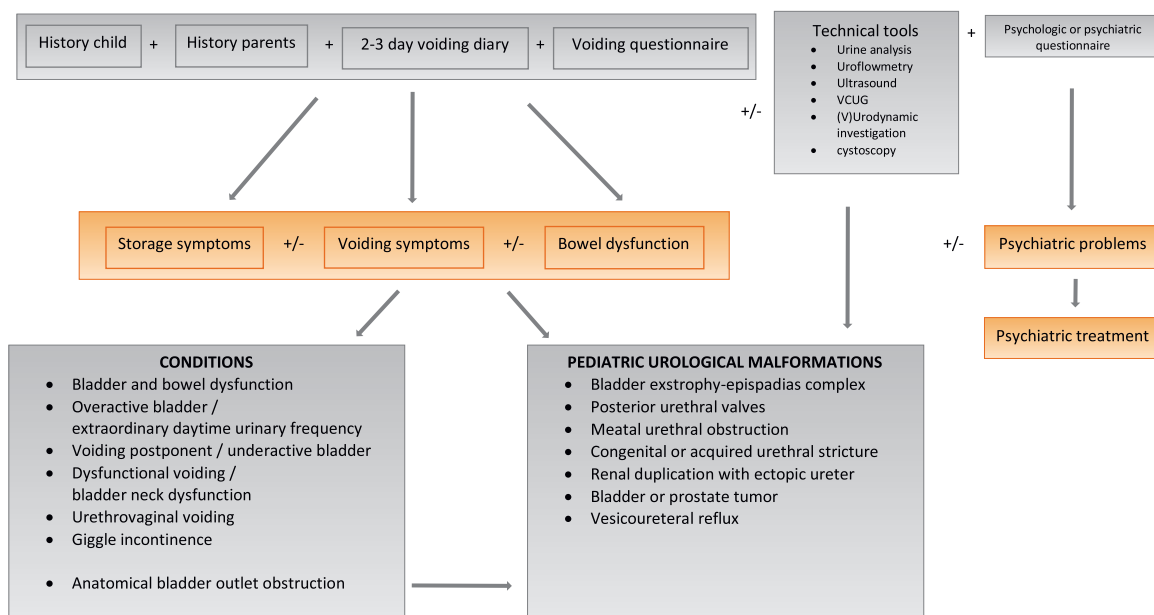 History child + History parents + 2-3 day voiding diary + Voiding questionnaire
+/-
Technical tools
• Urine analysis
• Uroflowmetry
• Ultrasound
• VCUG
• (V)Urodynamic
investigation
• cystoscopy
+
Psychologic or psychiatric
questionnaire
Storage symptoms +/- Voiding symptoms +/- Bowel dysfunction
+/-
Psychiatric problems
Psychiatric treatment
CONDITIONS
• Bladder and bowel dysfunction
• Overactive bladder /
extraordinary daytime urinary frequency
• Voiding postponent / underactive bladder
• Dysfunctional voiding /
bladder neck dysfunction
• Urethrovaginal voiding
• Giggle incontinence
• Anatomical bladder outlet obstruction
PEDIATRIC UROLOGICAL MALFORMATIONS
• Bladder exstrophy-epispadias complex
• Posterior urethral valves
• Meatal urethral obstruction
• Congenital or acquired urethral stricture
• Renal duplication with ectopic ureter
• Bladder or prostate tumor
• Vesicoureteral reflux